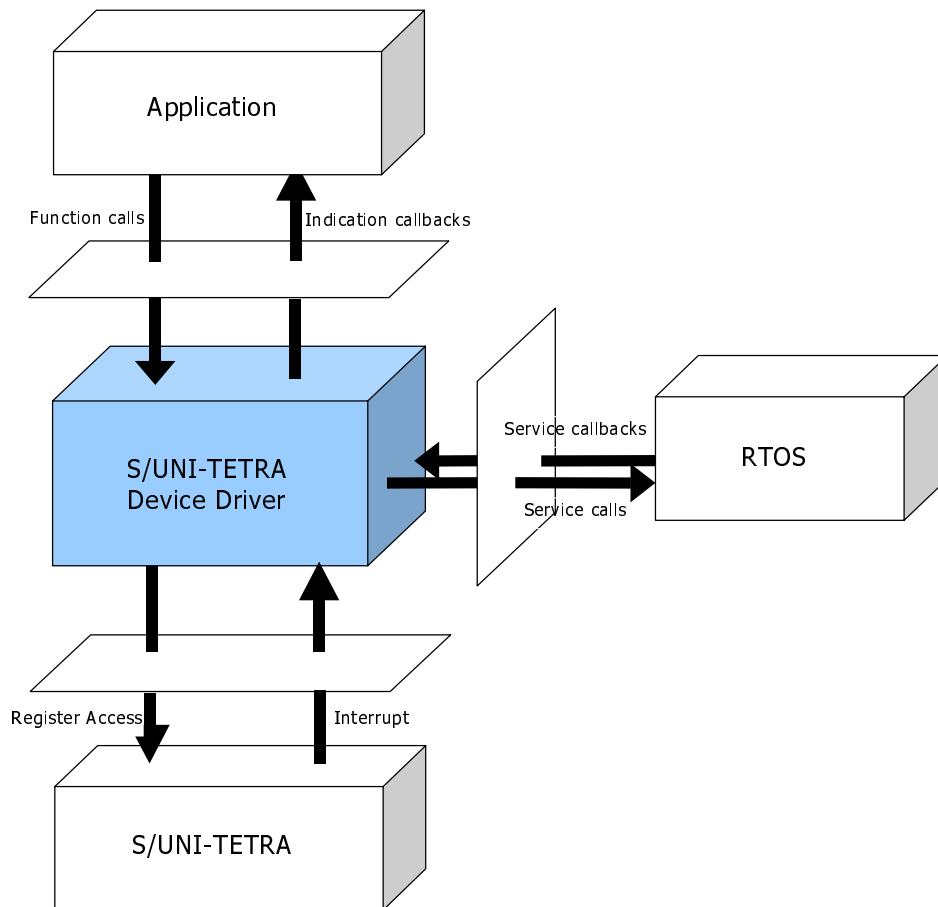 Application
Function calls
Indication callbacks
Service callbacks
S/UNI-TETRA
Device Driver
RTOS
Service calls
Register Access
Interrupt
S/UNI-TETRA